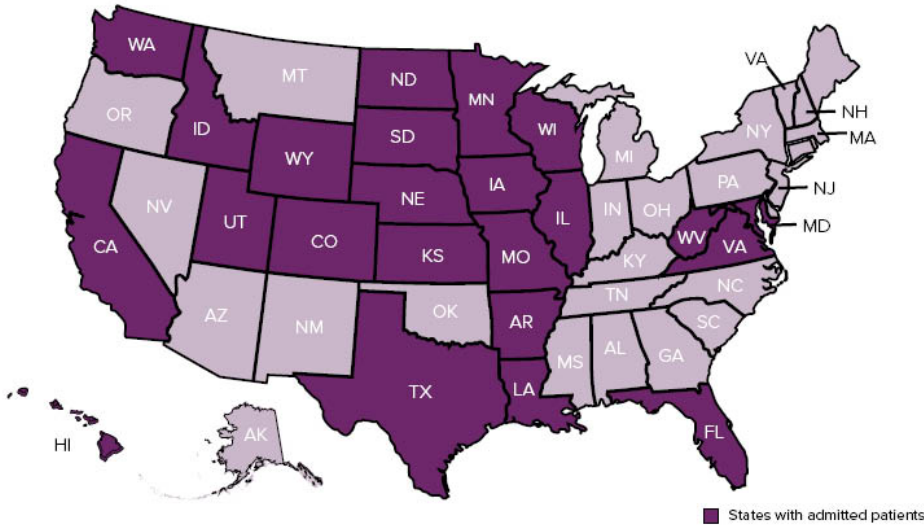 WA
MT
ND
MN
VA
OR
ID
SD
WI
NH
NY
MA
WY
MI
IA
PA
NE
NV
NJ
UT
IL
IN
OH
CO
WV
VA
MD
CA
KS
MO
KY
NC
TN
AZ
NM
OK
AR
SC
MS
AL
GA
TX
LA
FL
HI
AK
States with admitted patients